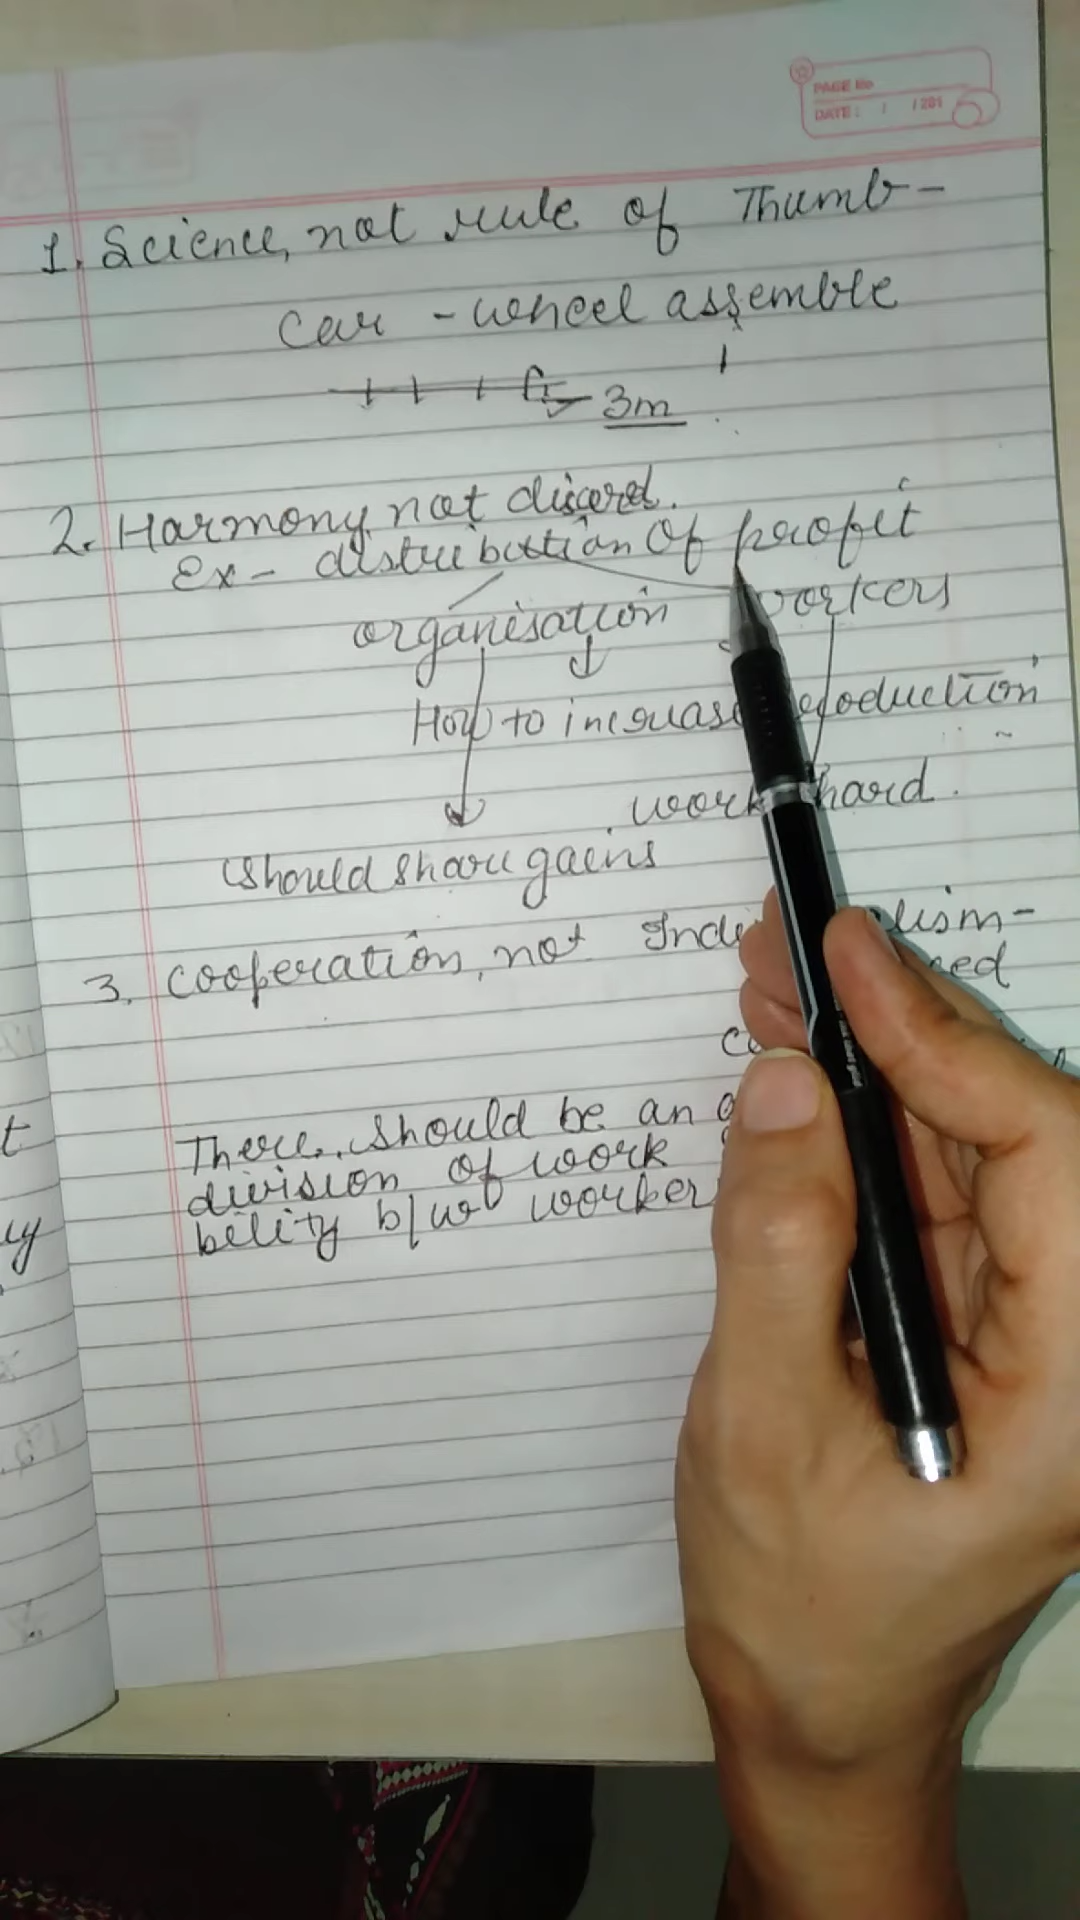 PAGE No
DATE: / /201
1. Science, not rule of Thumb-
Car - wheel assemble
3m
2. Harmony not discord.
Ex - distribution of profit
organisation workers
How to increase production
work hard.
should share gains
3. Cooperation, not
There should be an
division of work
bility b/w worker